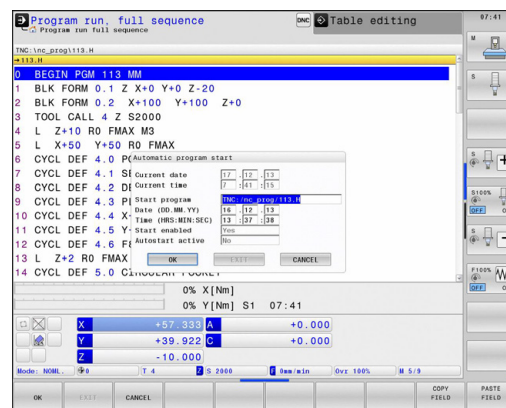 Program run, full sequence
DNC
Table editing
07:41
Program run full sequence
TNC:\nc_prog\113.H
→113.H
0 BEGIN PGM 113 MM
1 BLK FORM 0.1 Z X+0 Y+0 Z-20
2 BLK FORM 0.2 X+100 Y+100 Z+0
3 TOOL CALL 4 Z S2000
4 L Z+10 R0 FMAX M3
5 L X+50 Y+50 R0 FMAX
6 CYCL DEF 4.0 PO
7 CYCL DEF 4.1 SE
8 CYCL DEF 4.2 DE
9 CYCL DEF 4.3 PL
10 CYCL DEF 4.4 X+
11 CYCL DEF 4.5 Y+
12 CYCL DEF 4.6 F
13 L Z+2 R0 FMAX
14 CYCL DEF 5.0 CIRCULAR POCKET
Automatic program start
Current date 17 .12 .13
Current time 7 :41 :15
Start program TNC:/nc_prog/113.H
Date (DD.MM.YY) 16 .12 .13
Time (HRS:MIN:SEC) 13 :37 :38
Start enabled Yes
Autostart active No
OK EXIT CANCEL
0% X[Nm]
0% Y[Nm] S1 07:41
X +57.333 A +0.000
Y +39.922 C +0.000
Z -10.000
Mode: NOML. 0 T 4 Z S 2000 F 0mm/min Ovr 100% M 5/9
M
S
S
+
S100%
OFF
S
-
F100% W
OFF
OK EXIT CANCEL COPY FIELD PASTE FIELD